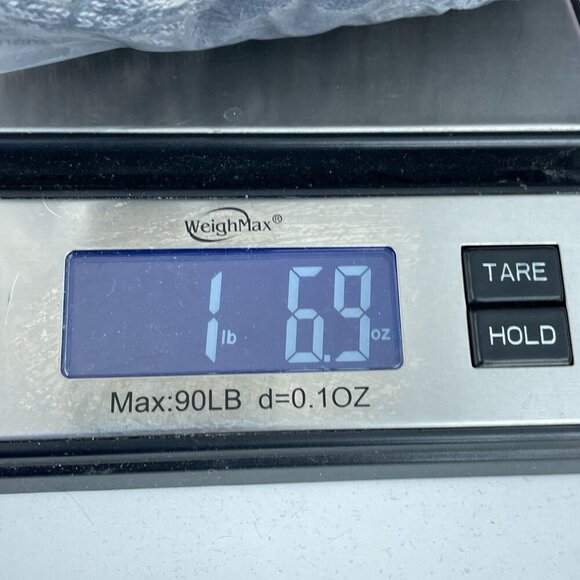 WeighMax®
1 lb 6.9 oz
TARE
HOLD
Max:90LB d=0.1OZ